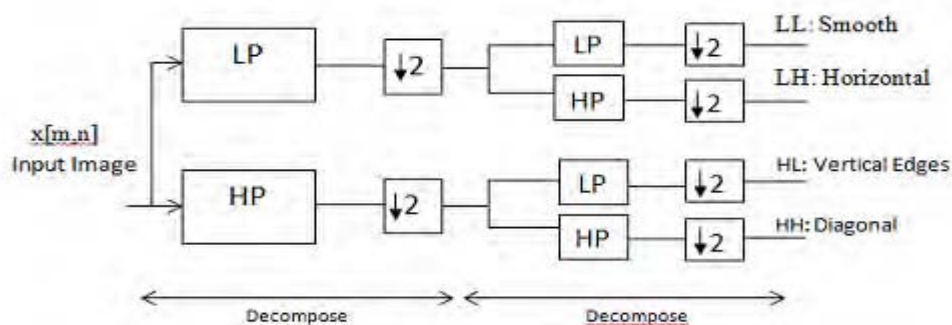 LP
↓2
LP
↓2
LL: Smooth
HP
↓2
LH: Horizontal
x[m,n]
Input Image
HP
↓2
LP
↓2
HL: Vertical Edges
HP
↓2
HH: Diagonal
Decompose
Decompose